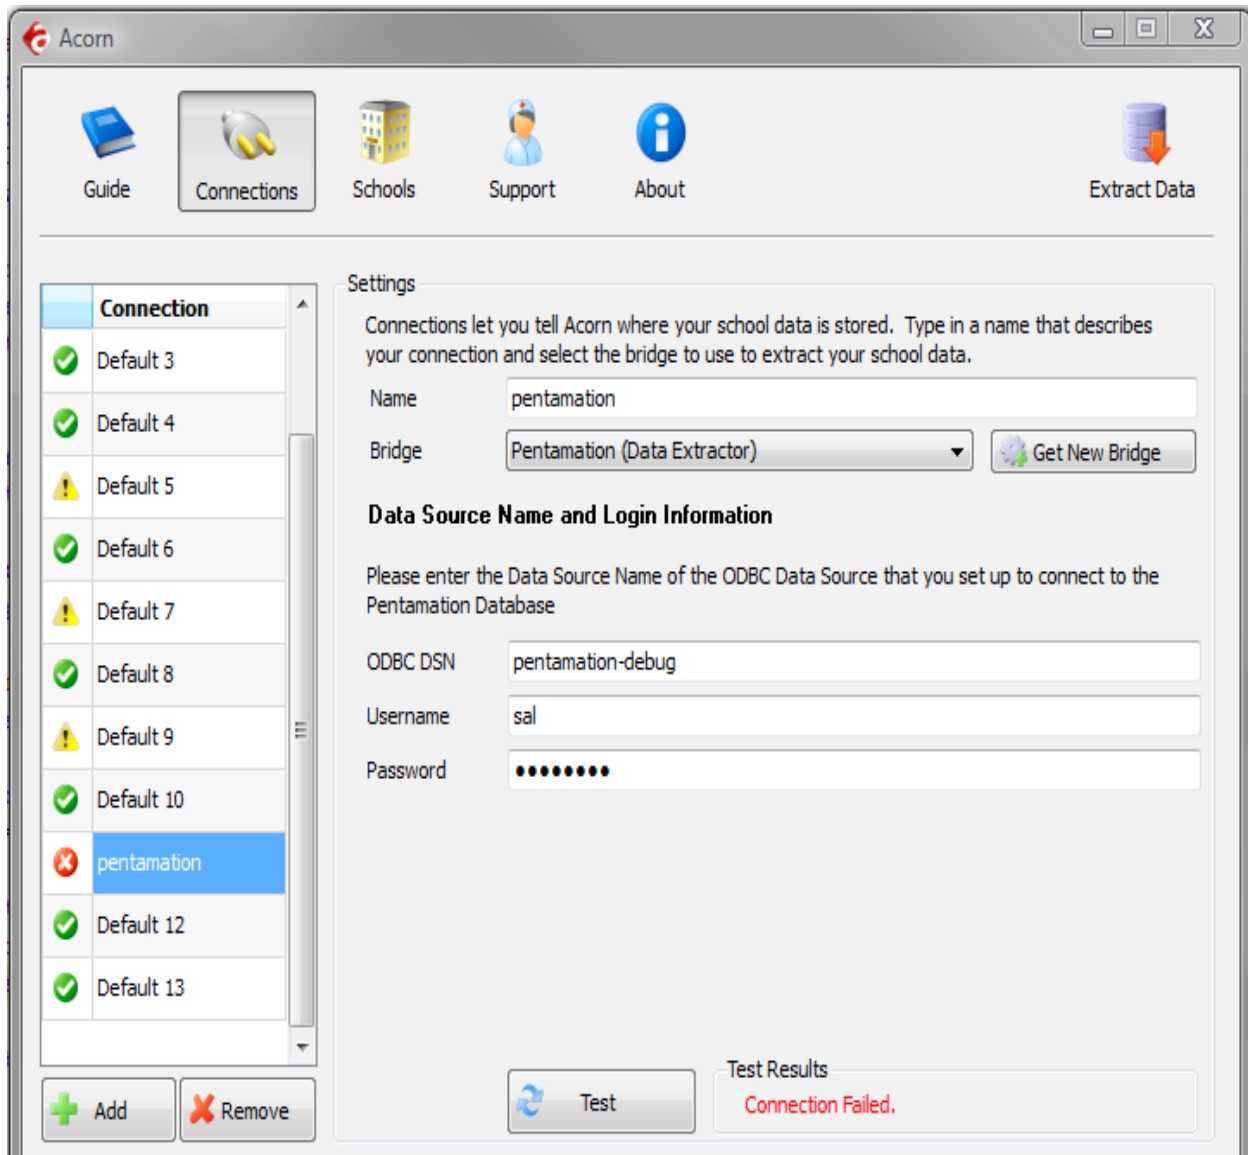 Acorn
Guide
Connections
Schools
Support
About
Extract Data
Connection
Default 3
Default 4
Default 5
Default 6
Default 7
Default 8
Default 9
Default 10
pentamation
Default 12
Default 13
Add
Remove
Settings
Connections let you tell Acorn where your school data is stored. Type in a name that describes
your connection and select the bridge to use to extract your school data.
Name pentamation
Bridge Pentamation (Data Extractor) Get New Bridge
Data Source Name and Login Information
Please enter the Data Source Name of the ODBC Data Source that you set up to connect to the
Pentamation Database
ODBC DSN pentamation-debug
Username sal
Password ●●●●●●●●
Test
Test Results
Connection Failed.